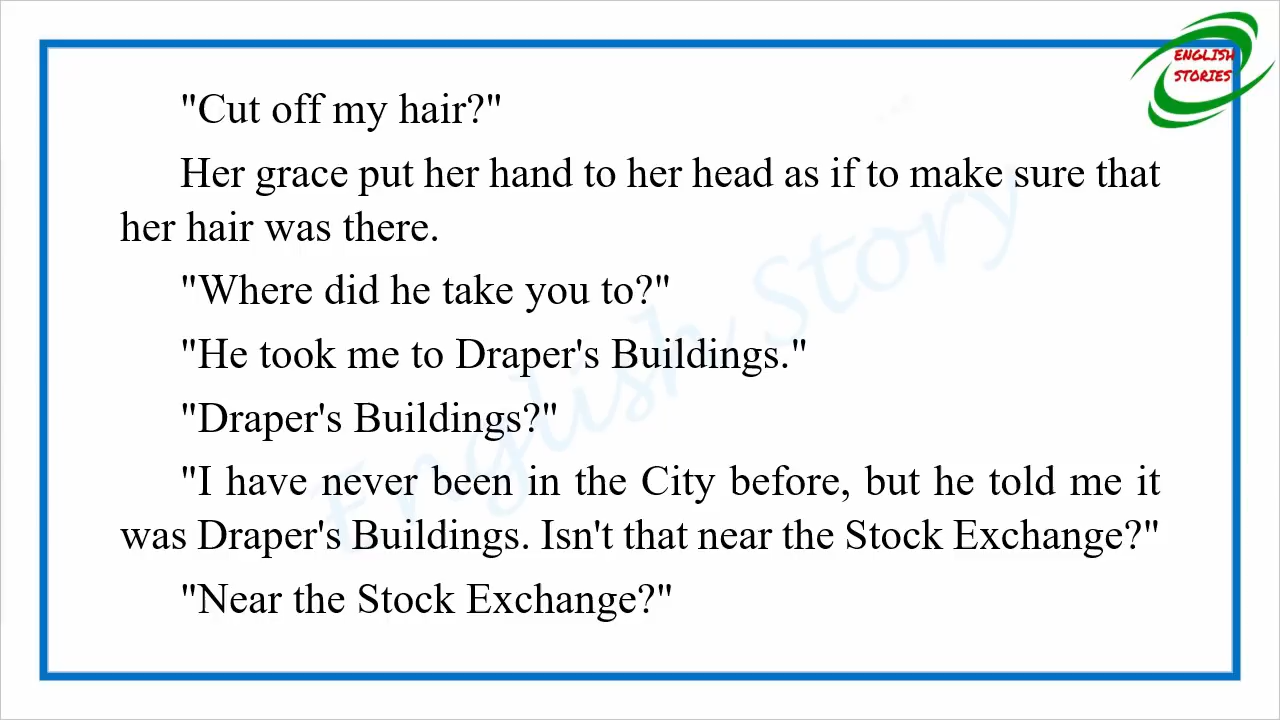 ENGLISH
STORIES
"Cut off my hair?"
Her grace put her hand to her head as if to make sure that
her hair was there.
"Where did he take you to?"
"He took me to Draper's Buildings."
"Draper's Buildings?"
"I have never been in the City before, but he told me it
was Draper's Buildings. Isn't that near the Stock Exchange?"
"Near the Stock Exchange?"
English Story